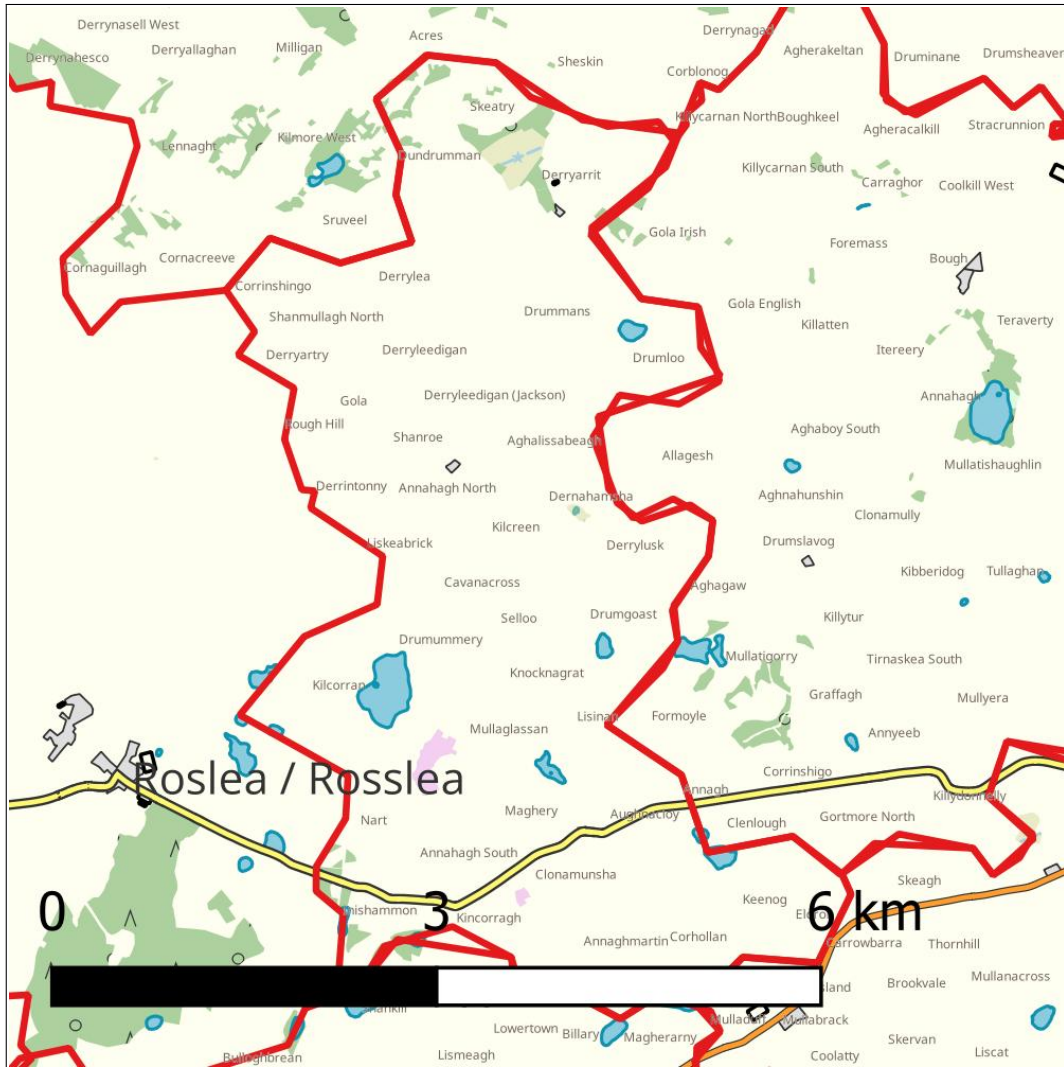 Derrynasell West
Derrynahesco
Derryallaghan
Milligan
Acres
Sheskin
Derrynagad
Corblonog
Agherakeltan
Druminane
Drumsheaver
Skeatry
Lennaght
Kilmore West
Dundrumman
Derryarrit
Killycarnan North
Boughkeel
Agheracalkill
Stracrunnion
Killycarnan South
Carraghor
Coolkill West
Sruveel
Gola Irish
Foremass
Bough
Cornaguillagh
Cornacreeve
Corrinshingo
Derrylea
Shanmullagh North
Drummans
Gola English
Killatten
Teraverty
Derryartry
Derryleedigan
Drumloo
Itereery
Gola
Derryleedigan (Jackson)
Annahagh
Rough Hill
Shanroe
Aghalissabeagh
Aghaboy South
Allagesh
Mullatishaughlin
Derrintonny
Annahagh North
Dernahamsha
Aghnahunshin
Clonamully
Kilcreen
Liskeabrick
Derrylusk
Drumslavog
Cavanacross
Aghagaw
Kibberidog
Tullaghan
Selloo
Drumgoast
Killytur
Drumummery
Mullatigorry
Tirnaskea South
Kilcorran
Knocknagrat
Graffagh
Mullyera
Mullaglassan
Lisinan
Formoyle
Annyeeb
Roslea / Rosslea
Corrinshigo
Annagh
Killydonnelly
Nart
Maghery
Aughnacloy
Clenlough
Gortmore North
Annahagh South
Clonamunsha
Skeagh
0
3
6 km
Kincorragh
Keenog
Annaghmartin
Corhollan
Garrowbarra
Thornhill
Brookvale
Mullanacross
Lowertown
Billary
Magherarny
Mulladuff
Mullabrack
Skervan
Bulloghbrean
Lismeagh
Coolatty
Liscat